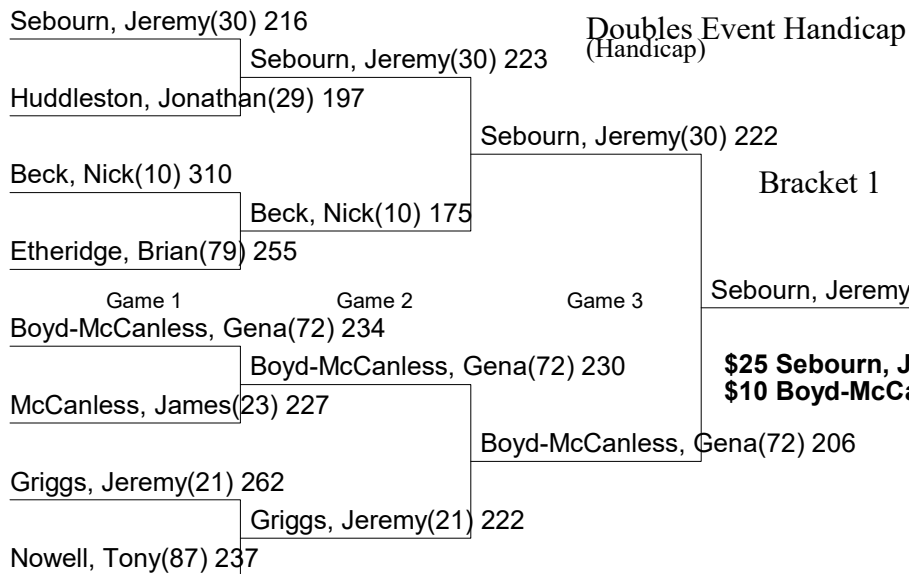 Sebourn, Jeremy(30) 216
Doubles Event Handicap
(Handicap)
Sebourn, Jeremy(30) 223
Huddleston, Jonathan(29) 197
Sebourn, Jeremy(30) 222
Beck, Nick(10) 310
Bracket 1
Beck, Nick(10) 175
Etheridge, Brian(79) 255
Game 1
Game 2
Game 3
Sebourn, Jeremy
Boyd-McCanless, Gena(72) 234
Boyd-McCanless, Gena(72) 230
$25 Sebourn, J
$10 Boyd-McCa
McCanless, James(23) 227
Boyd-McCanless, Gena(72) 206
Griggs, Jeremy(21) 262
Griggs, Jeremy(21) 222
Nowell, Tony(87) 237